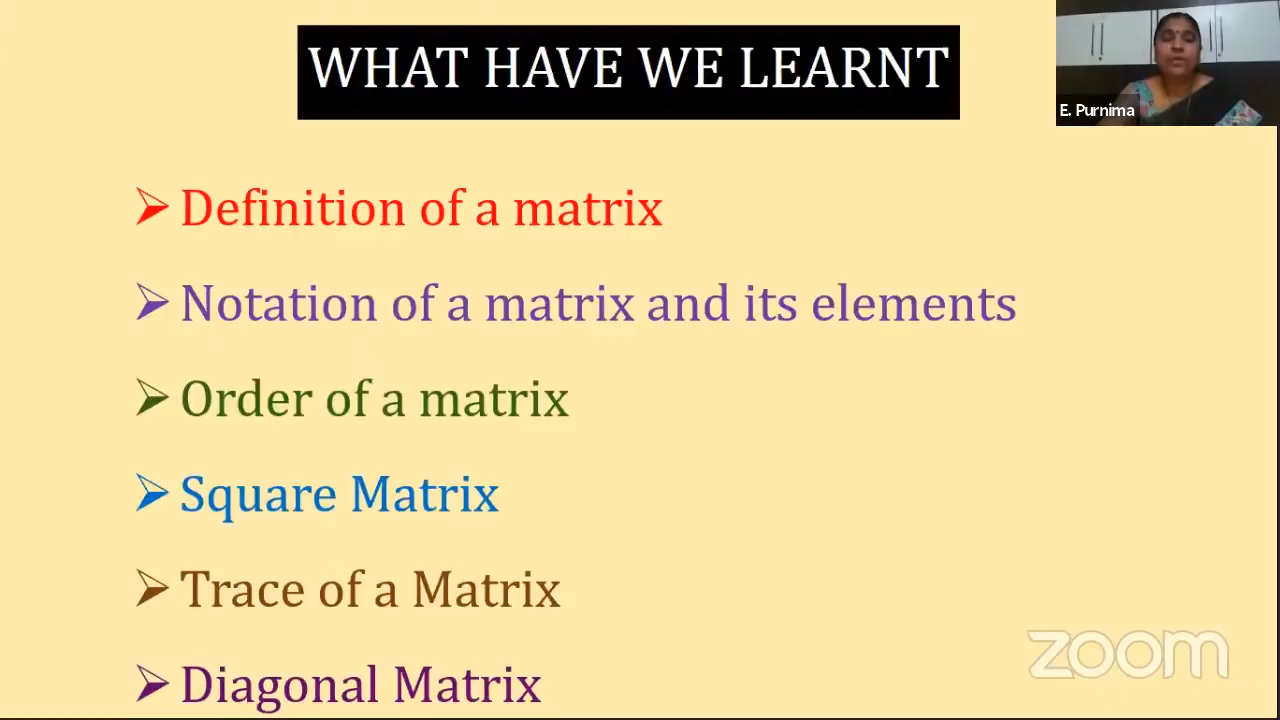 WHAT HAVE WE LEARNT
E. Purnima
Definition of a matrix
Notation of a matrix and its elements
Order of a matrix
Square Matrix
Trace of a Matrix
Diagonal Matrix
zoom